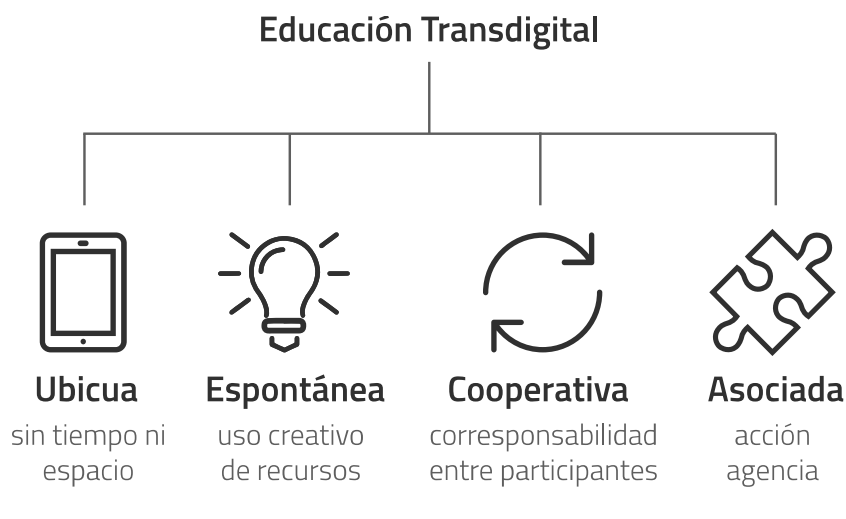 Educación Transdigital
Ubicua
sin tiempo ni
espacio
Espontánea
uso creativo
de recursos
Cooperativa
corresponsabilidad
entre participantes
Asociada
acción
agencia